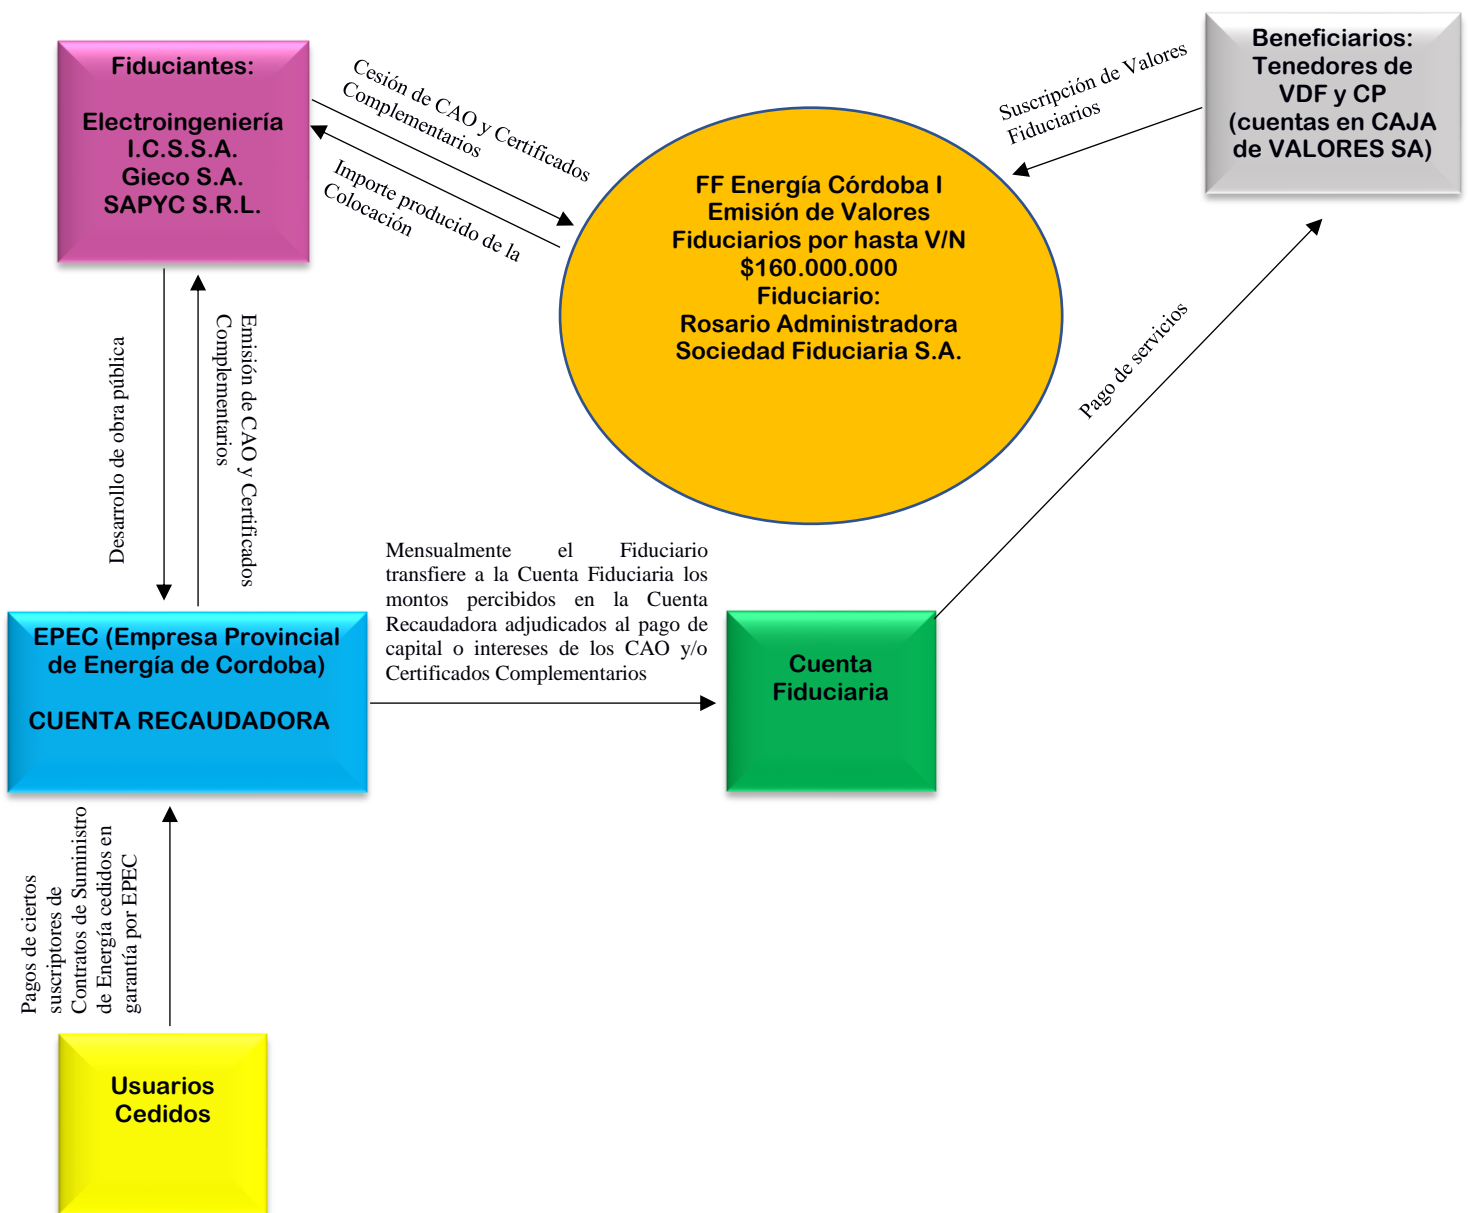 Fiduciantes:
Electroingeniería
I.C.S.S.A.
Gieco S.A.
SAPYC S.R.L.
Cesión de CAO y Certificados
Complementarios
Importe producido de la
Colocación
Suscripción de Valores
Fiduciarios
Beneficiarios:
Tenedores de
VDF y CP
(cuentas en CAJA
de VALORES SA)
FF Energía Córdoba I
Emisión de Valores
Fiduciarios por hasta V/N
$160.000.000
Fiduciario:
Rosario Administradora
Sociedad Fiduciaria S.A.
Desarrollo de obra pública
Emisión de CAO y Certificados
Complementarios
Pago de servicios
Mensualmente el Fiduciario
transfiere a la Cuenta Fiduciaria los
montos percibidos en la Cuenta
Recaudadora adjudicados al pago de
capital o intereses de los CAO y/o
Certificados Complementarios
EPEC (Empresa Provincial
de Energía de Cordoba)
CUENTA RECAUDADORA
Cuenta
Fiduciaria
Pagos de ciertos
suscriptores de
Contratos de Suministro
de Energía cedidos en
garantía por EPEC
Usuarios
Cedidos